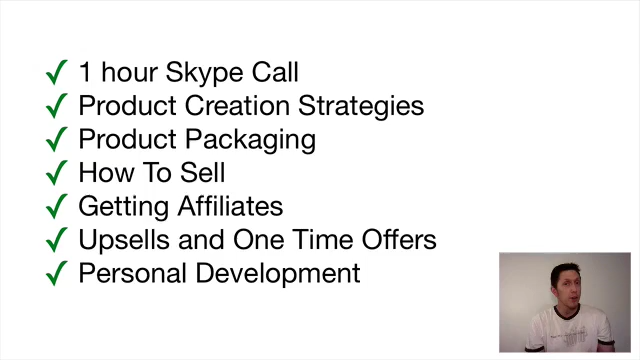 ✓ 1 hour Skype Call
✓ Product Creation Strategies
✓ Product Packaging
✓ How To Sell
✓ Getting Affiliates
✓ Upsells and One Time Offers
✓ Personal Development